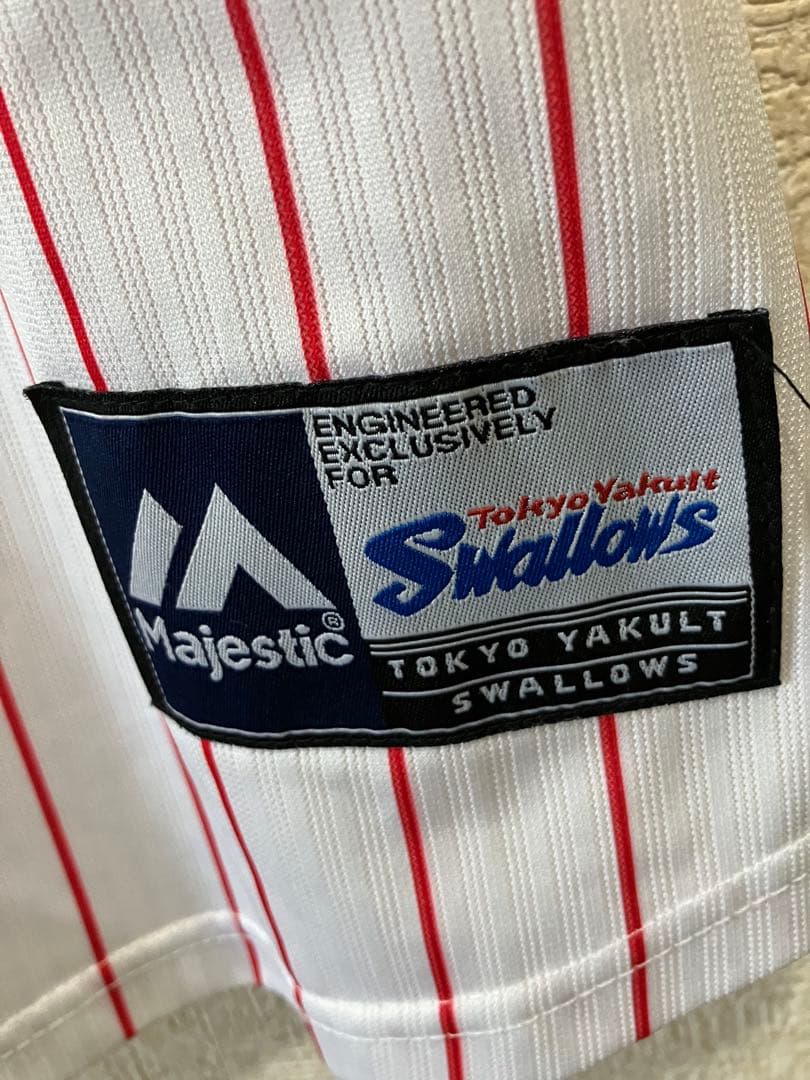 ENGINEERED
EXCLUSIVELY
FOR
Tokyo Yakult
Swallows
Majestic®
TOKYO YAKULT
SWALLOWS